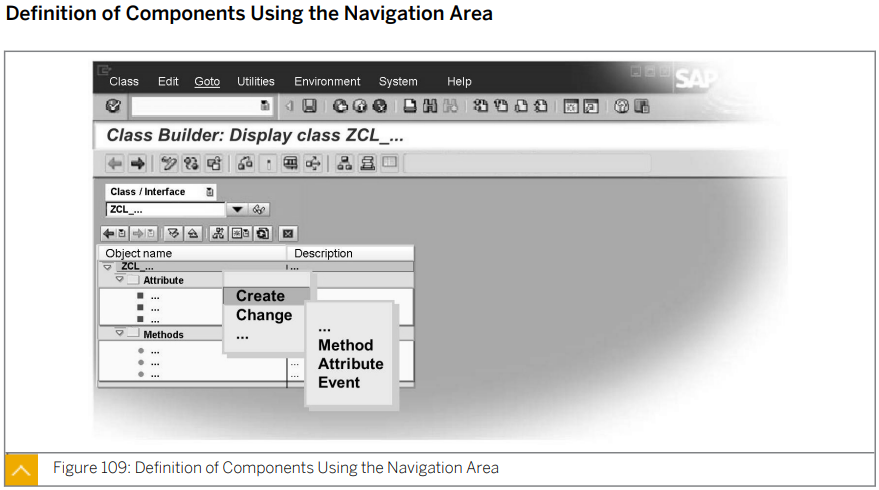 Definition of Components Using the Navigation Area
Class Edit Goto Utilities Environment System Help
SAP
Class Builder: Display class ZCL_...
Class / Interface
ZCL_...
Object name Description
ZCL_... ...
Attribute
Create
...
Change
...
...
...
...
Methods
Method
...
... ...
Attribute
... ...
Event
Figure 109: Definition of Components Using the Navigation Area